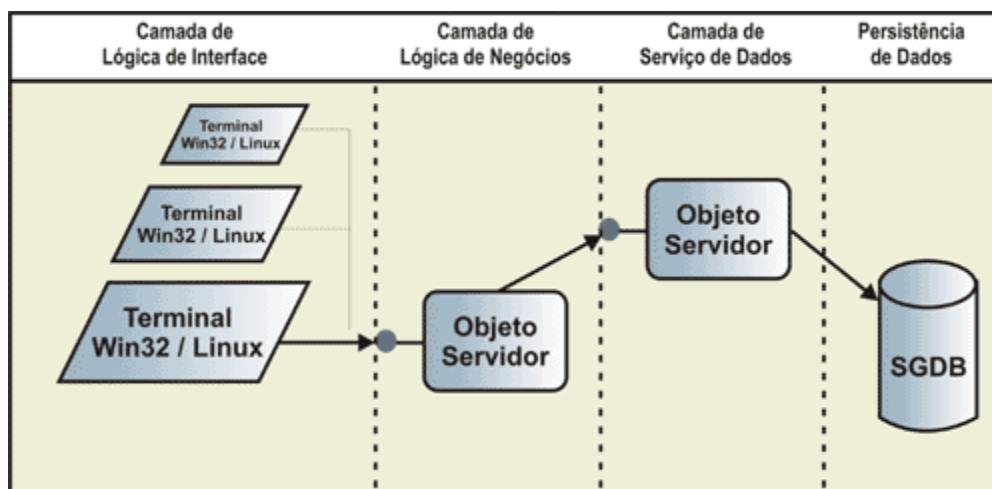 Camada de
Lógica de Interface
Camada de
Lógica de Negócios
Camada de
Serviço de Dados
Persistência
de Dados
Terminal
Win32 / Linux
Terminal
Win32 / Linux
Terminal
Win32 / Linux
Objeto
Servidor
Objeto
Servidor
SGDB